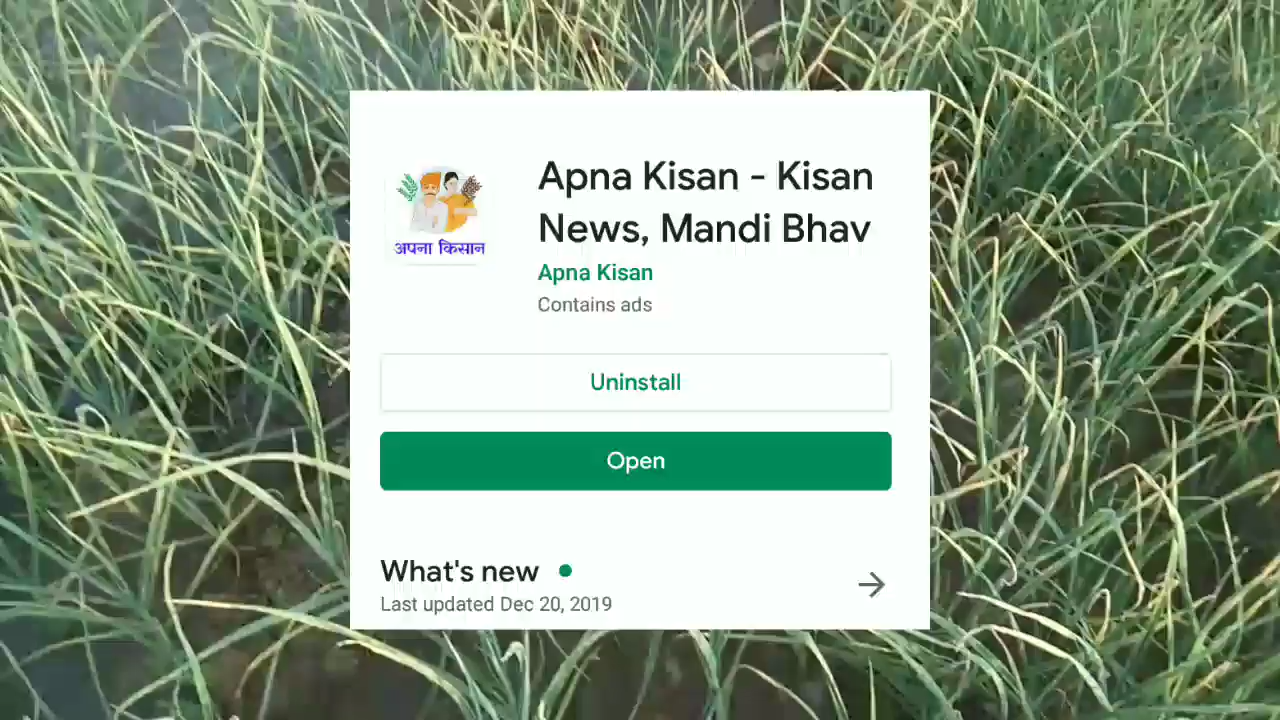 Apna Kisan - Kisan
News, Mandi Bhav
अपना किसान
Apna Kisan
Contains ads
Uninstall
Open
What's new
Last updated Dec 20, 2019